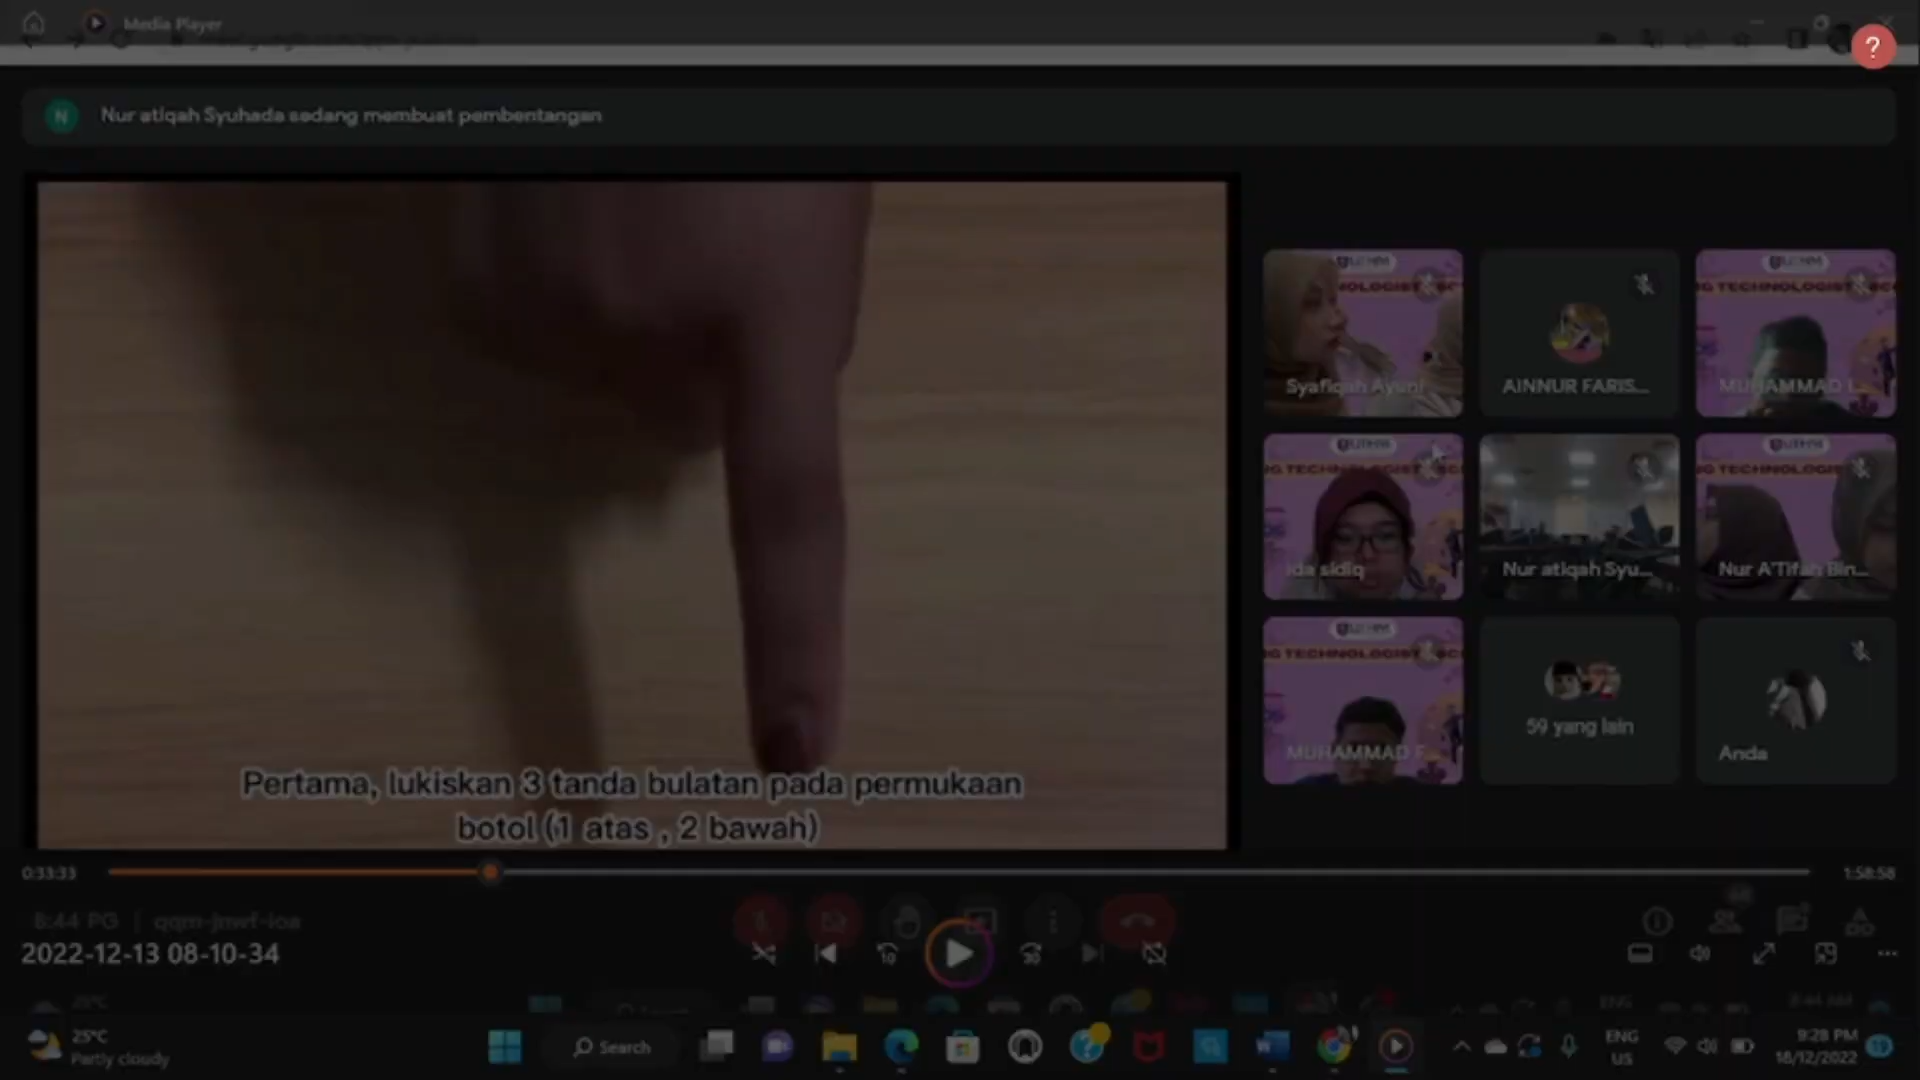 Media Player
?
N
Nur atiqah Syuhada sedang membuat pembentangan
Pertama, lukiskan 3 tanda bulatan pada permukaan
botol (1 atas , 2 bawah)
Syafiqah Ayuni
AINNUR FARIS...
MUHAMMAD I...
Ida sidiq
Nur atiqah Syu...
Nur A'Tifah Bin...
MUHAMMAD F...
59 yang lain
Anda
0:33:33
1:58:58
8:44 PG | qqm-jnwf-ioa
2022-12-13 08-10-34
10
30
25°C
Partly cloudy
Search
ENG
US
9:28 PM
18/12/2022